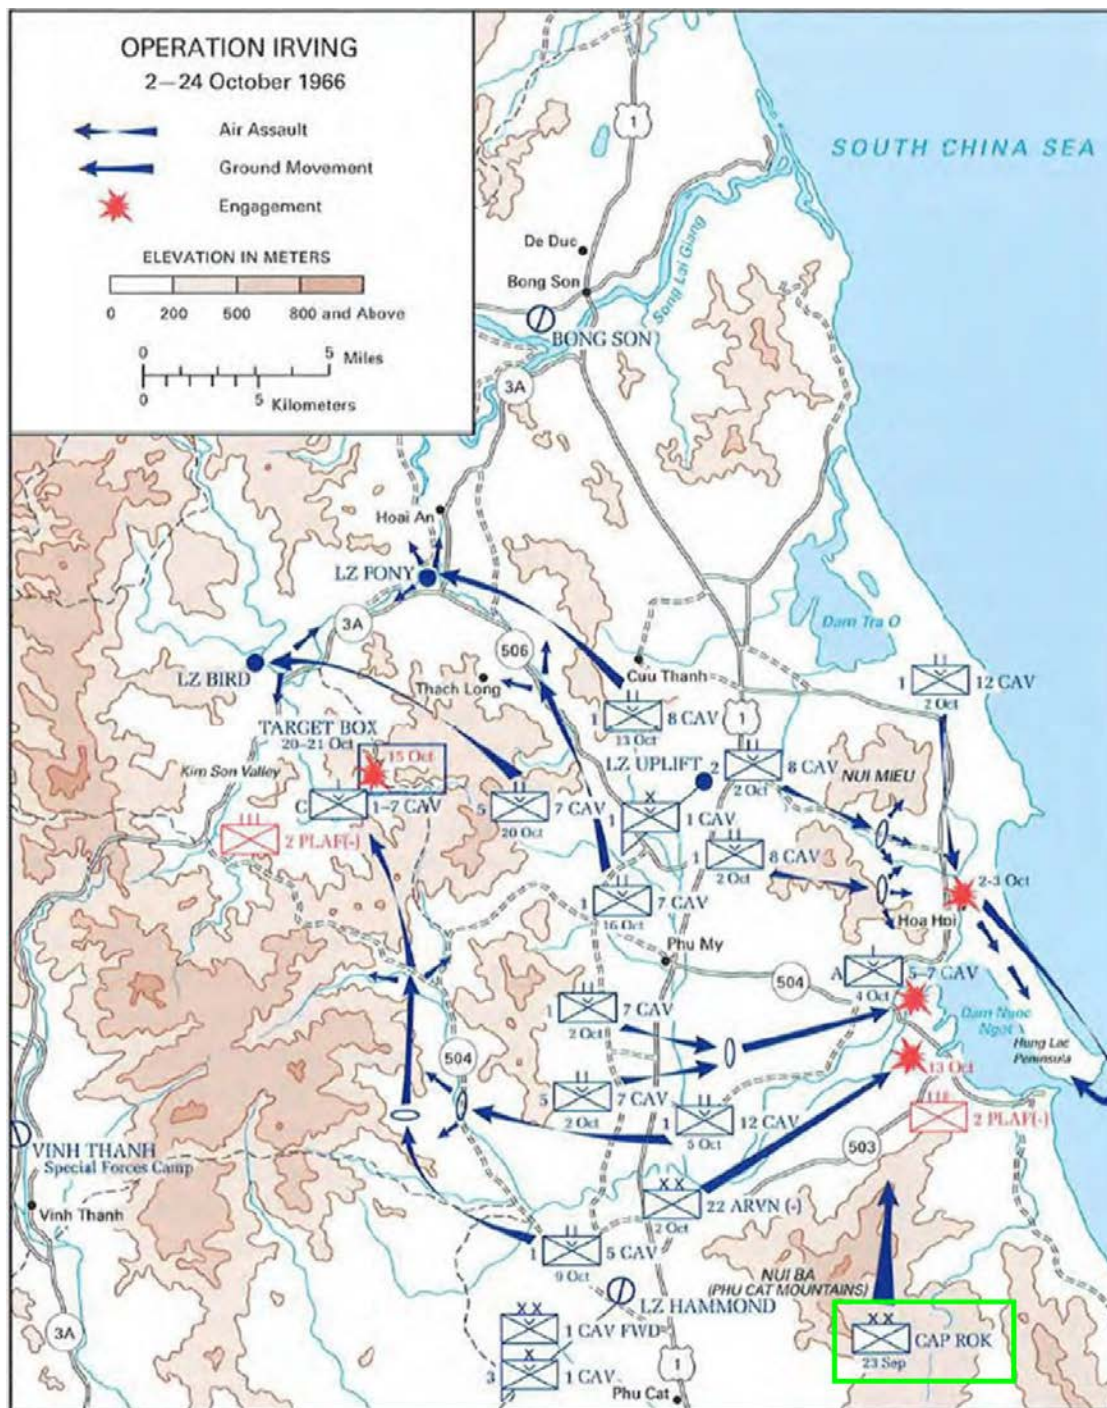 OPERATION IRVING
2—24 October 1966
Air Assault
Ground Movement
Engagement
ELEVATION IN METERS
0 200 500 800 and Above
0 5 Miles
0 5 Kilometers
SOUTH CHINA SEA
1
De Duc
Bong Son
Song Lai Giang
BONG SON
3A
Hoai An
LZ PONY
3A
506
Dam Tra O
LZ BIRD
Thach Long
Cuu Thanh
1 12 CAV
2 Oct
1 8 CAV
13 Oct
1
TARGET BOX
20—21 Oct
15 Oct
Kim Son Valley
LZ UPLIFT
2 8 CAV
2 Oct
NUI MIEU
C 1—7 CAV
5 7 CAV
20 Oct
X
1 1 CAV
2 PLAF(-)
III
1 8 CAV
2 Oct
2-3 Oct
1 7 CAV
16 Oct
Hoa Hoi
Phu My
504
A 5—7 CAV
4 Oct
1 7 CAV
2 Oct
Dam Nuoc
Ngot
Hung Lac
Peninsula
504
13 Oct
5 7 CAV
2 Oct
1 12 CAV
5 Oct
III
2 PLAF(-)
VINH THANH
Special Forces Camp
503
Vinh Thanh
XX
22 ARVN (-)
2 Oct
1 5 CAV
9 Oct
NUI BA
(PHU CAT MOUNTAINS)
LZ HAMMOND
XX
1 CAV FWD
XX
CAP ROK
23 Sep
3A
X
3 1 CAV
1
Phu Cat